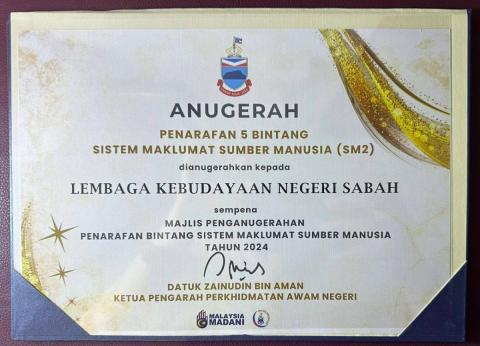 ANUGERAH
PENARAFAN 5 BINTANG
SISTEM MAKLUMAT SUMBER MANUSIA (SM2)
dianugerahkan kepada
LEMBAGA KEBUDAYAAN NEGERI SABAH
sempena
MAJLIS PENGANUGERAHAN
PENARAFAN BINTANG SISTEM MAKLUMAT SUMBER MANUSIA
TAHUN 2024
DATUK ZAINUDIN BIN AMAN
KETUA PENGARAH PERKHIDMATAN AWAM NEGERI
MALAYSIA
MADANI